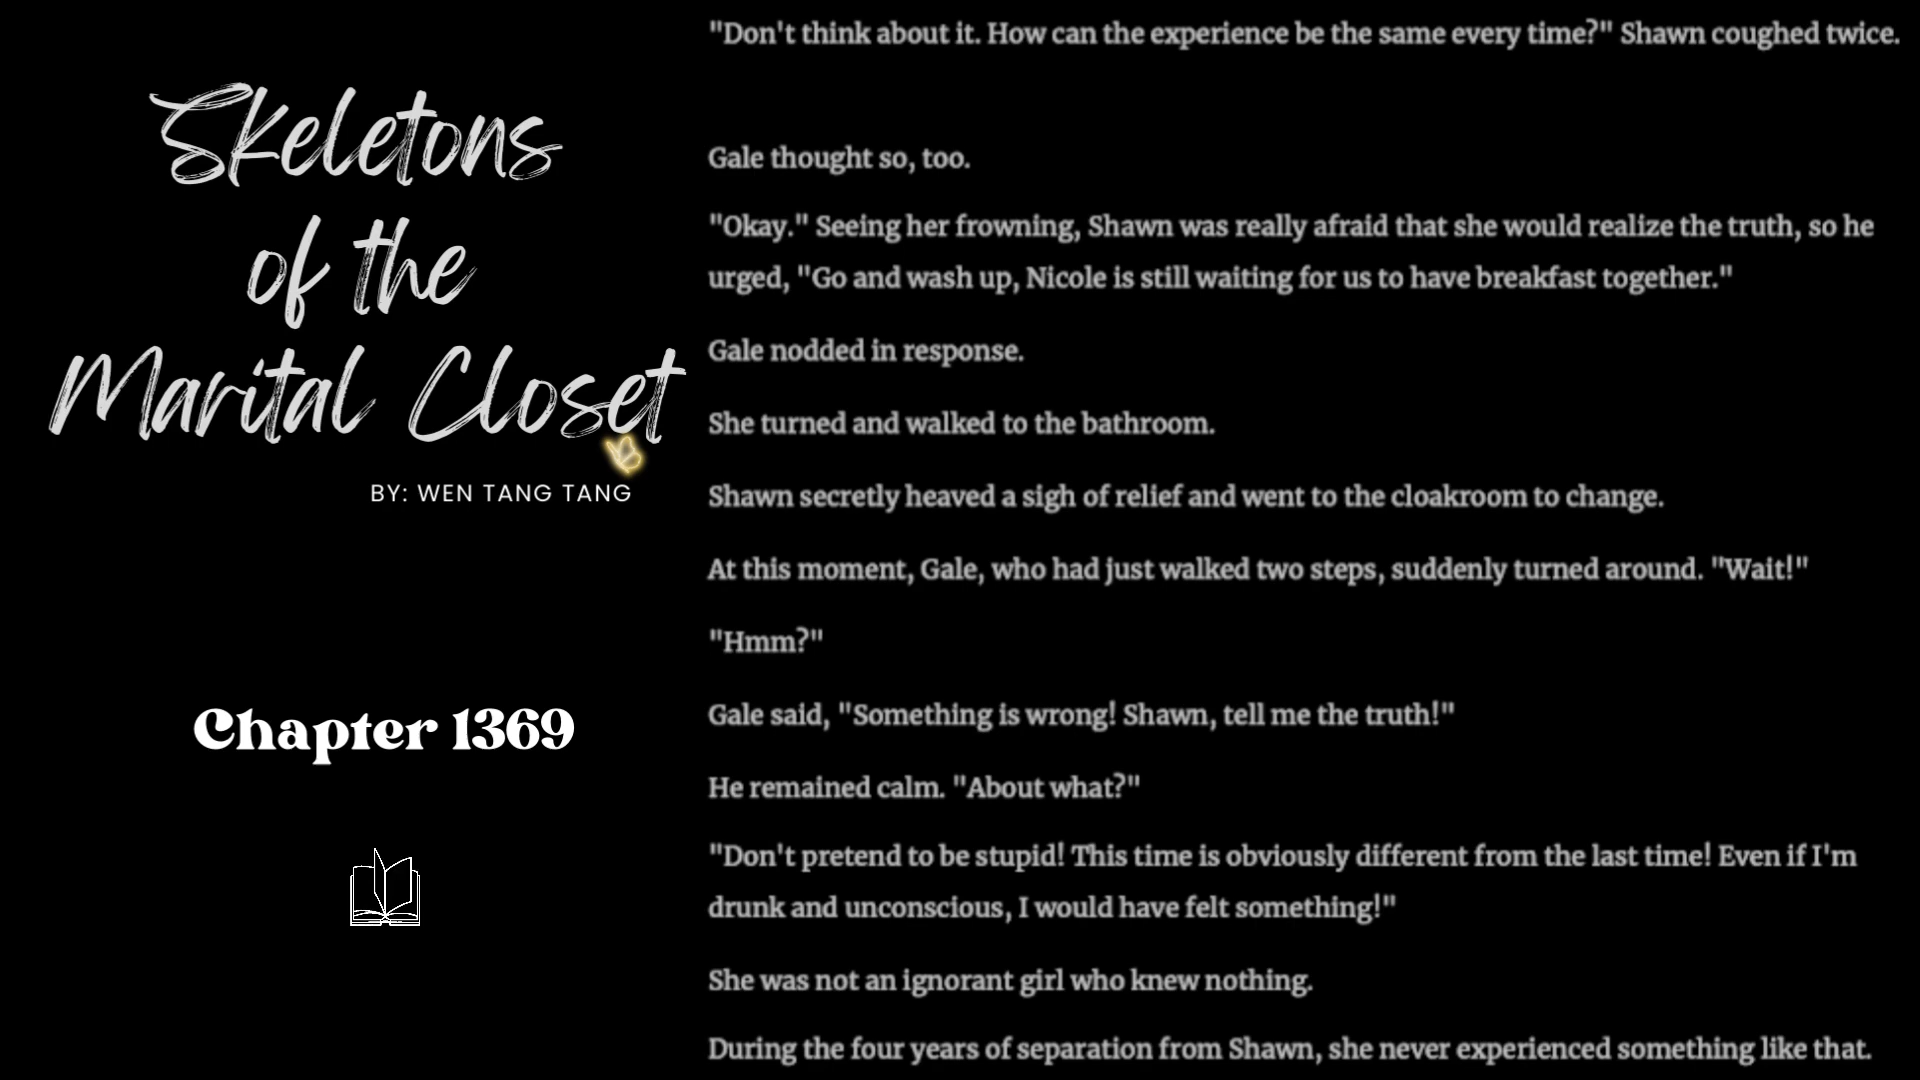 Skeletons
of the
Marital Closet
BY: WEN TANG TANG
Chapter 1369
"Don't think about it. How can the experience be the same every time?" Shawn coughed twice.
Gale thought so, too.
"Okay." Seeing her frowning, Shawn was really afraid that she would realize the truth, so he
urged, "Go and wash up, Nicole is still waiting for us to have breakfast together."
Gale nodded in response.
She turned and walked to the bathroom.
Shawn secretly heaved a sigh of relief and went to the cloakroom to change.
At this moment, Gale, who had just walked two steps, suddenly turned around. "Wait!"
"Hmm?"
Gale said, "Something is wrong! Shawn, tell me the truth!"
He remained calm. "About what?"
"Don't pretend to be stupid! This time is obviously different from the last time! Even if I'm
drunk and unconscious, I would have felt something!"
She was not an ignorant girl who knew nothing.
During the four years of separation from Shawn, she never experienced something like that.